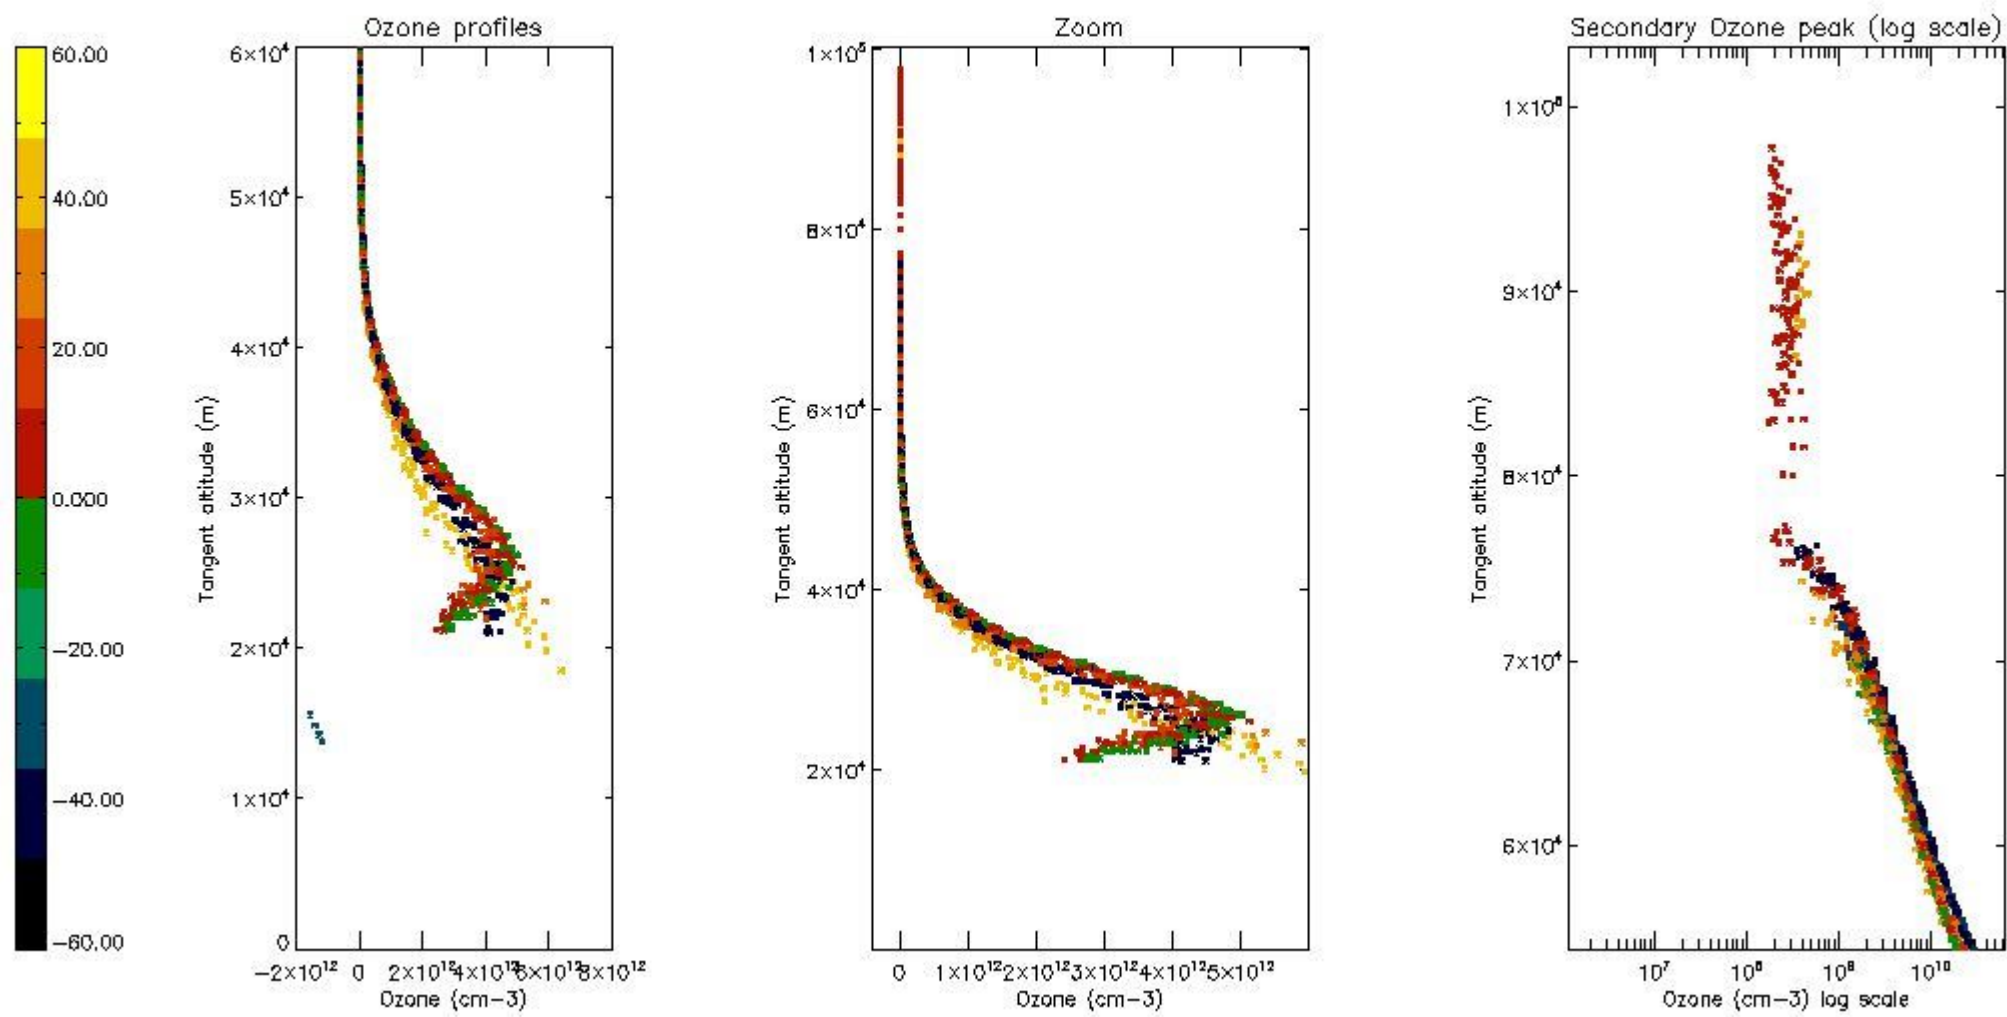 Ozone profiles
Zoom
Secondary Ozone peak (log scale)
60.00
40.00
20.00
0.000
−20.00
−40.00
−60.00
6×10⁴
5×10⁴
4×10⁴
3×10⁴
2×10⁴
1×10⁴
0
Tangent altitude (m)
−2×10¹² 0 2×10¹² 4×10¹² 6×10¹² 8×10¹²
Ozone (cm−3)
1×10⁵
8×10⁴
6×10⁴
4×10⁴
2×10⁴
Tangent altitude (m)
0 1×10¹² 2×10¹² 3×10¹² 4×10¹² 5×10¹²
Ozone (cm−3)
1×10⁵
9×10⁴
8×10⁴
7×10⁴
6×10⁴
Tangent altitude (m)
10⁷ 10⁸ 10⁹ 10¹⁰
Ozone (cm−3) log scale